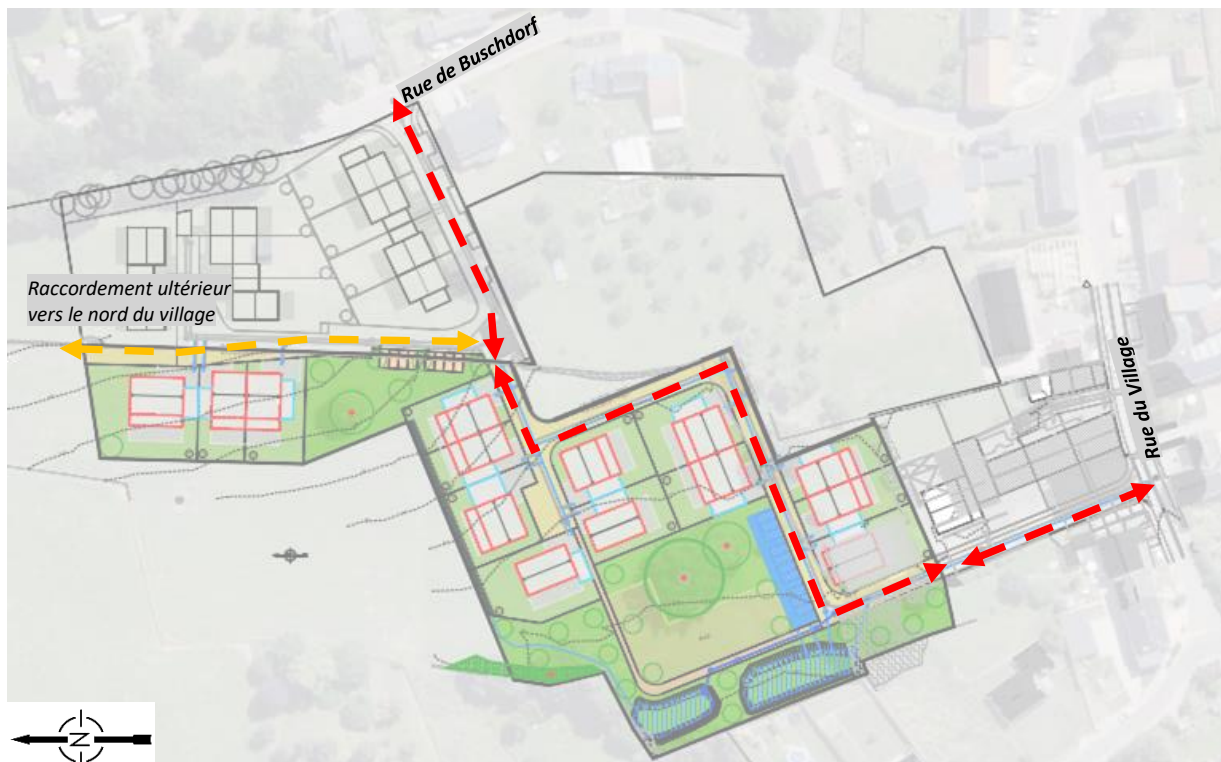 Rue de Buschdorf
Raccordement ultérieur
vers le nord du village
Rue du Village
N